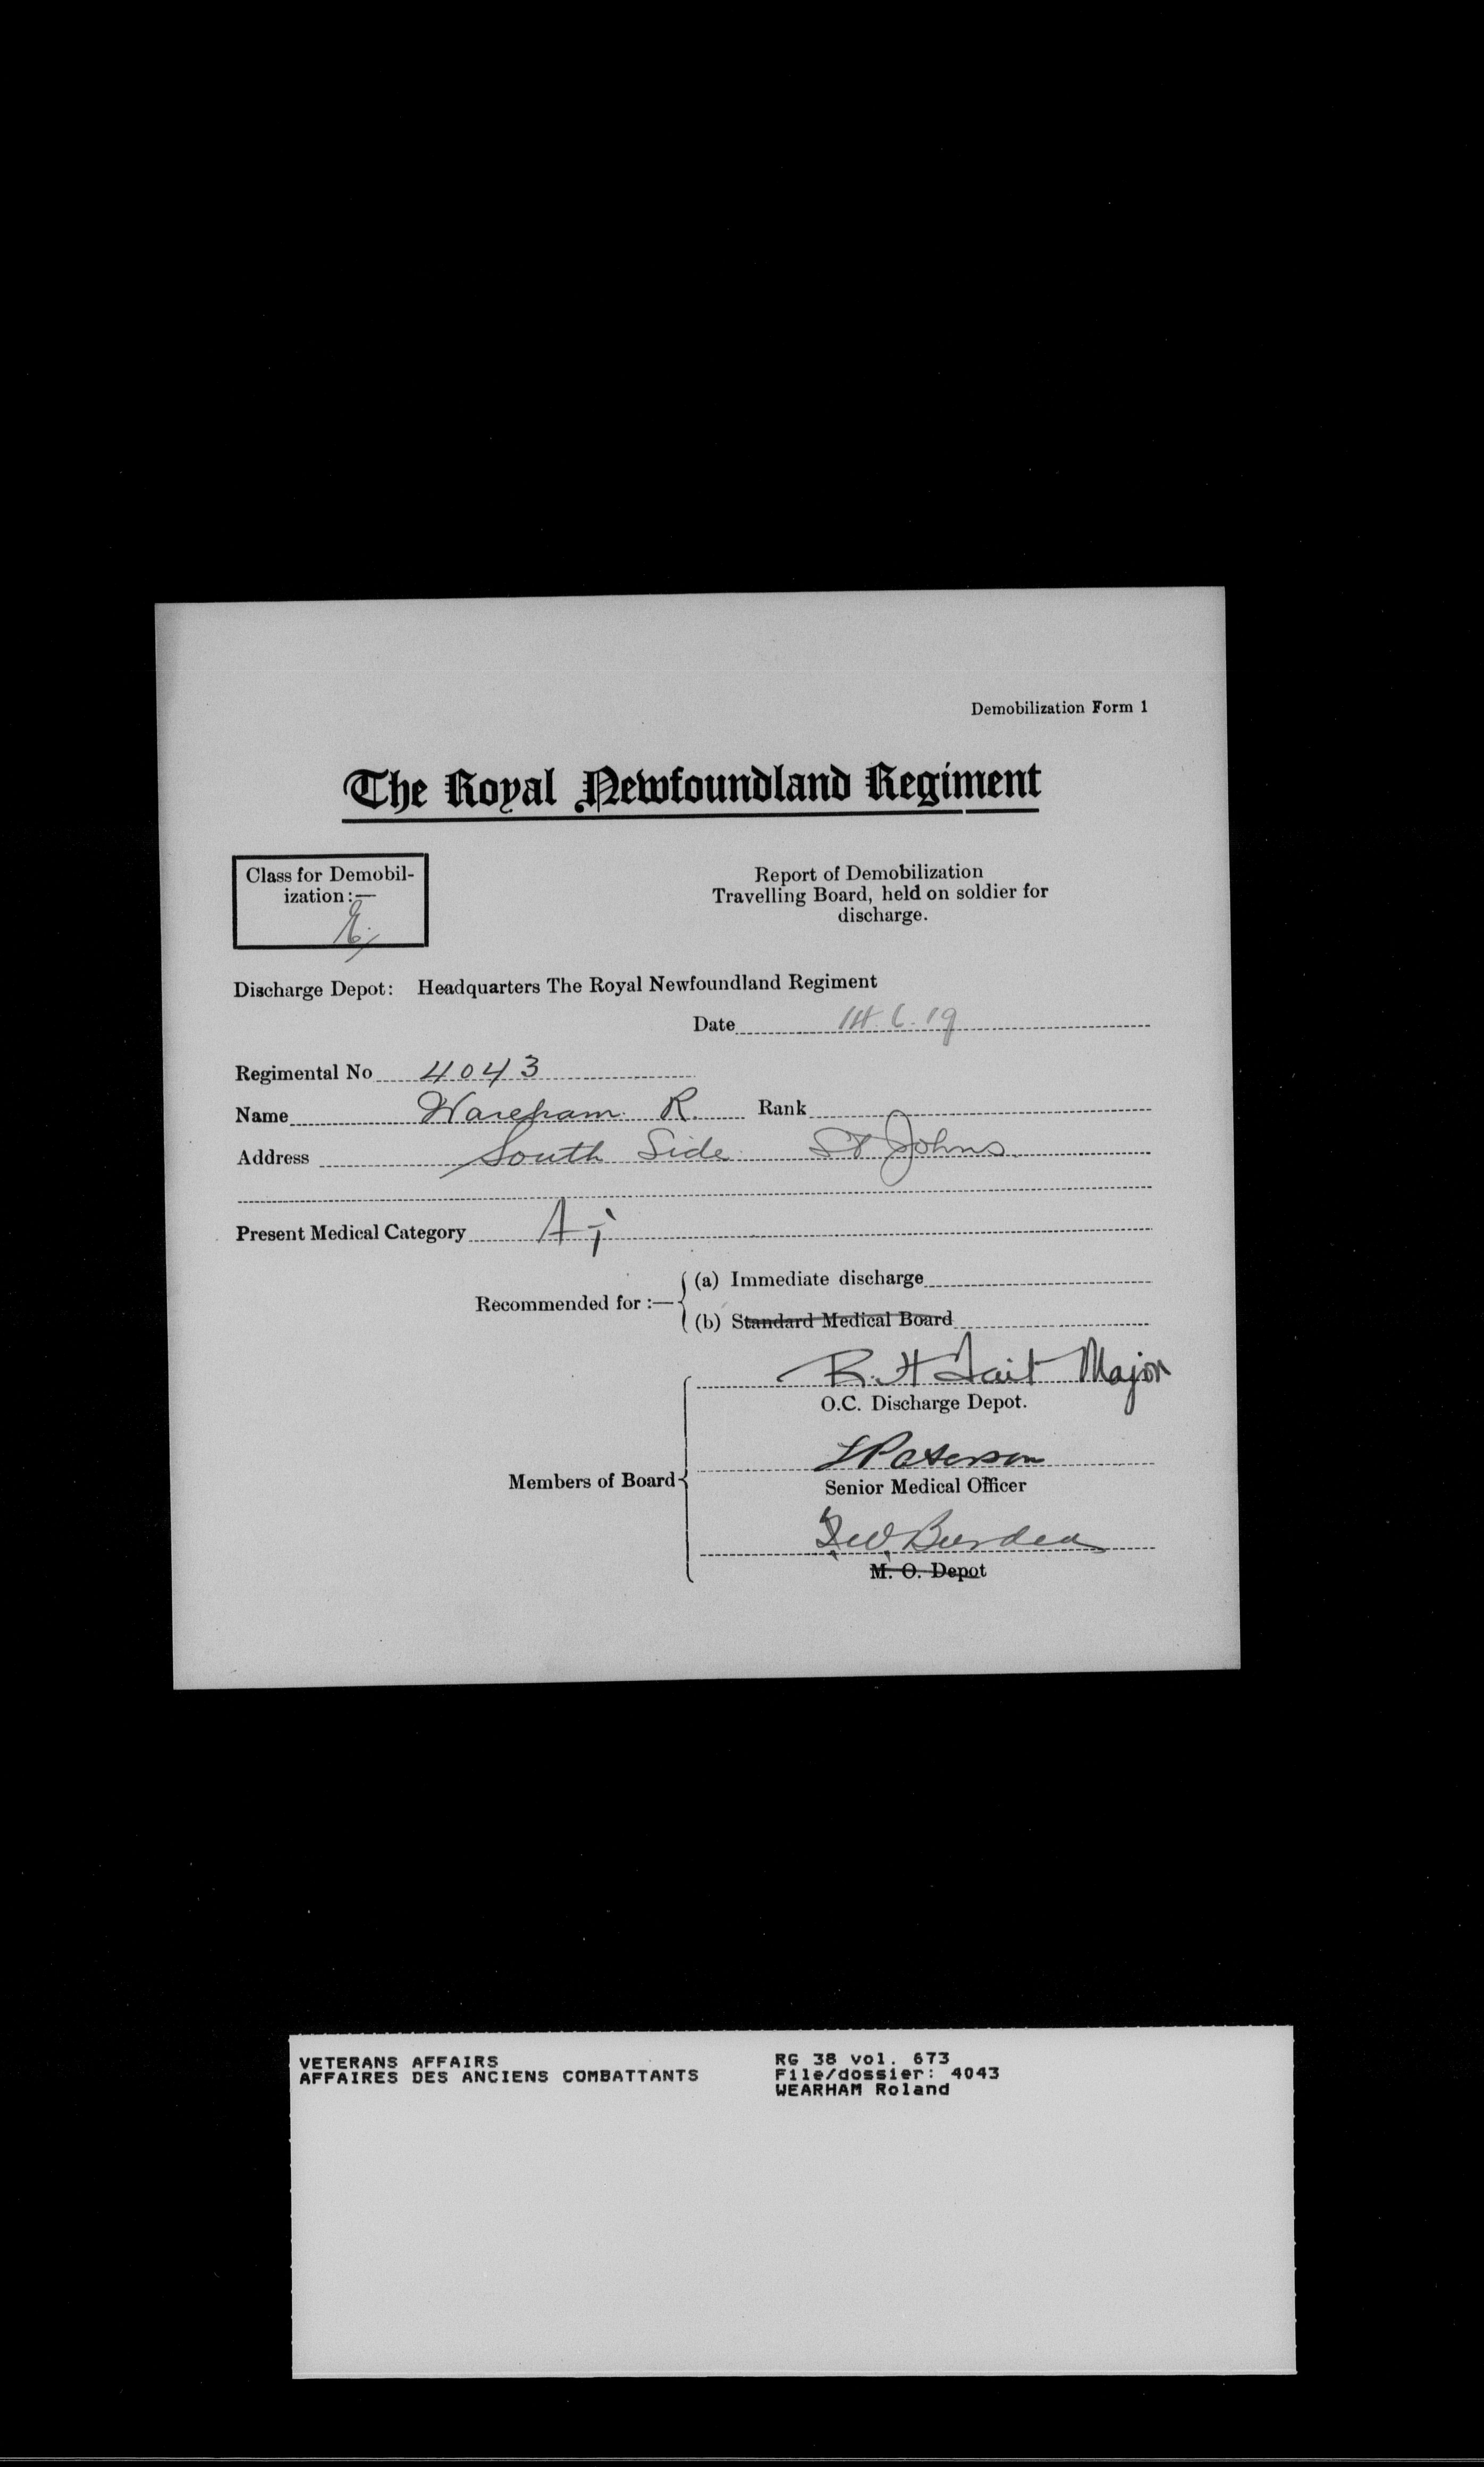 Demobilization Form 1
The Royal Newfoundland Regiment
Class for Demobil-
ization:—
E.
Report of Demobilization
Travelling Board, held on soldier for
discharge.
Discharge Depot: Headquarters The Royal Newfoundland Regiment
Date 14 6.19
Regimental No 4043
Name Wareham R. Rank
Address South Side St Johns.
Present Medical Category A i
Recommended for :— (a) Immediate discharge
(b) Standard Medical Board
R. H Tait Major
O.C. Discharge Depot.
Members of Board
Paterson
Senior Medical Officer
Burden
M. O. Depot
VETERANS AFFAIRS
AFFAIRES DES ANCIENS COMBATTANTS
RG 38 vol. 673
File/dossier: 4043
WEARHAM Roland